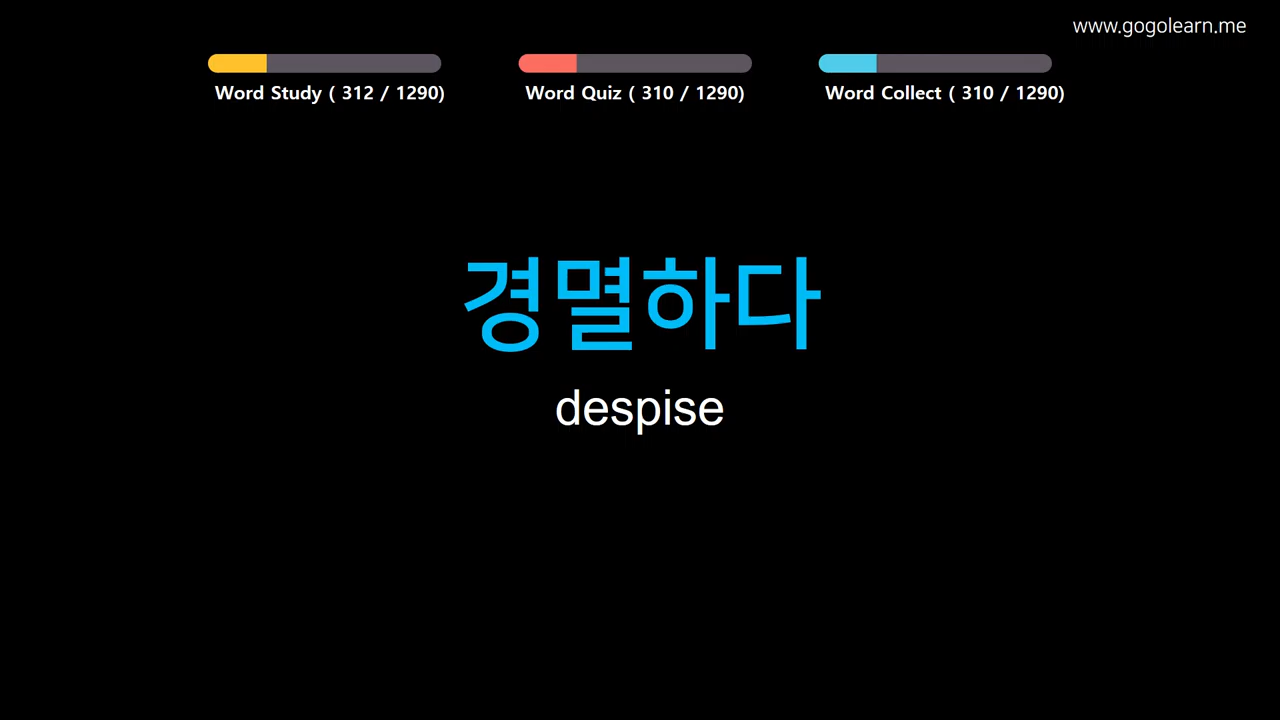 www.gogolearn.me
Word Study ( 312 / 1290)
Word Quiz ( 310 / 1290)
Word Collect ( 310 / 1290)
경멸하다
despise